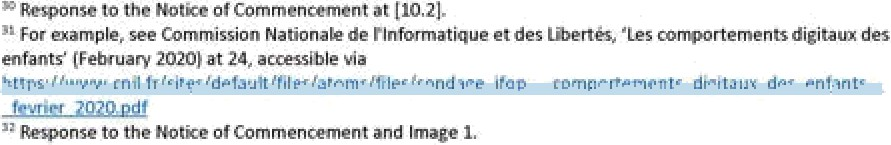 30 Response to the Notice of Commencement at [10.2].
31 For example, see Commission Nationale de l'Informatique et des Libertés, 'Les comportements digitaux des
enfants' (February 2020) at 24, accessible via
https://www.cnil.fr/sites/default/files/atoms/files/sondage_ifop_-_comportements_digitaux_des_enfants_-
_fevrier_2020.pdf
32 Response to the Notice of Commencement and Image 1.